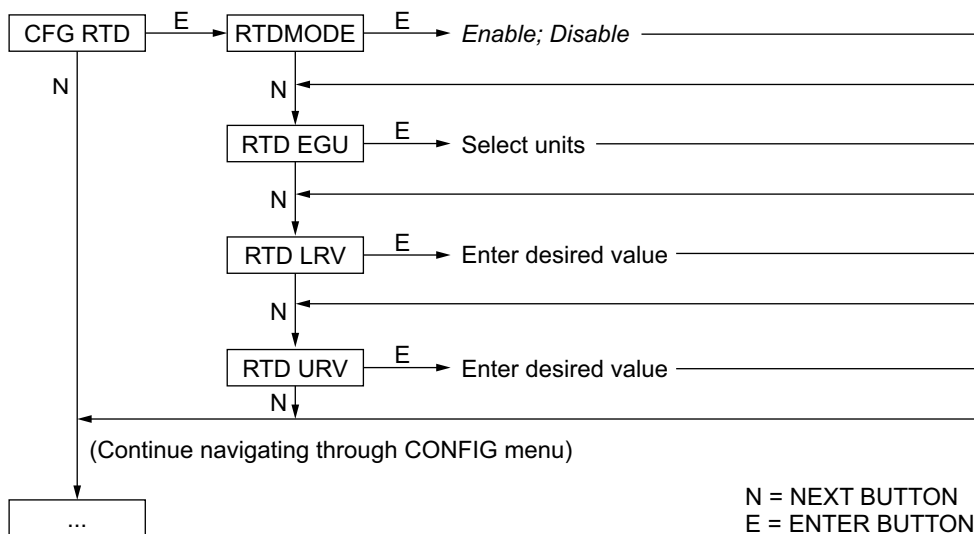 CFG RTD E RTDMODE E Enable; Disable
N N
RTD EGU E Select units
N
RTD LRV E Enter desired value
N
RTD URV E Enter desired value
N
(Continue navigating through CONFIG menu)
...
N = NEXT BUTTON
E = ENTER BUTTON